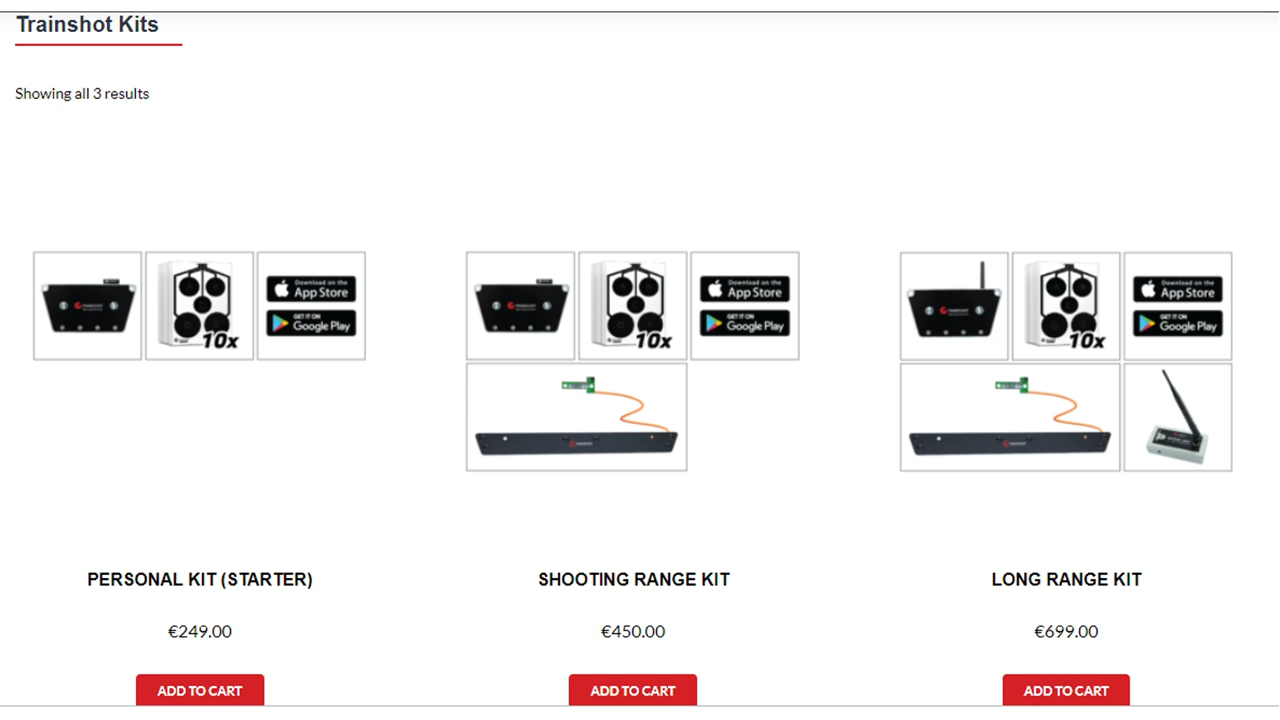 Trainshot Kits
Showing all 3 results
10x
Download on the
App Store
GET IT ON
Google Play
10x
Download on the
App Store
GET IT ON
Google Play
10x
Download on the
App Store
GET IT ON
Google Play
PERSONAL KIT (STARTER)
SHOOTING RANGE KIT
LONG RANGE KIT
€249.00
€450.00
€699.00
ADD TO CART
ADD TO CART
ADD TO CART